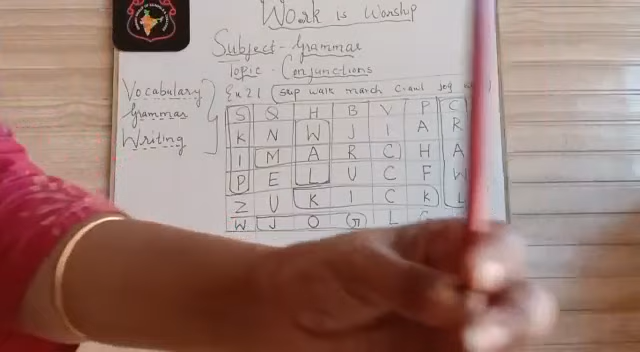 Work is Worship
Subject - Grammar
Topic - Conjunctions
Vocabulary
Grammar
Writing
Ex 21 skip walk march crawl jog
S Q H B V P C
K N W J I A R
I M A R C H A
P E L U C F W
Z U K I C K L
W J O G L